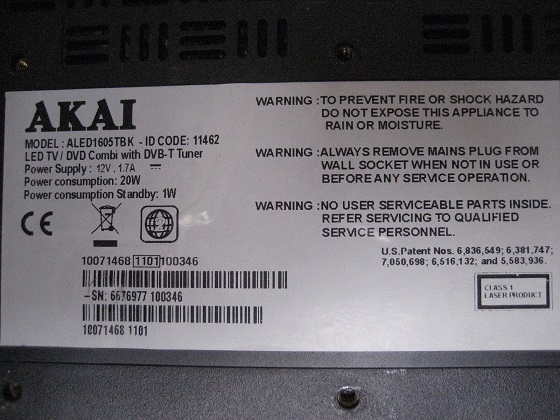 AKAI
MODEL: ALED1605TBK - ID CODE: 11462
LED TV / DVD Combi with DVB-T Tuner
Power Supply : 12V , 1.7A
Power consumption: 20W
Power consumption Standby: 1W
CE
10071468 1101 100346
-SN: 6676977 100346
10071468 1101
WARNING :TO PREVENT FIRE OR SHOCK HAZARD
DO NOT EXPOSE THIS APPLIANCE TO
RAIN OR MOISTURE.
WARNING :ALWAYS REMOVE MAINS PLUG FROM
WALL SOCKET WHEN NOT IN USE OR
BEFORE ANY SERVICE OPERATION.
WARNING :NO USER SERVICEABLE PARTS INSIDE.
REFER SERVICING TO QUALIFIED
SERVICE PERSONNEL.
U.S.Patent Nos. 6,836,549; 6,381,747;
7,050,698; 6,516,132; and 5,583,936.
CLASS 1
LASER PRODUCT